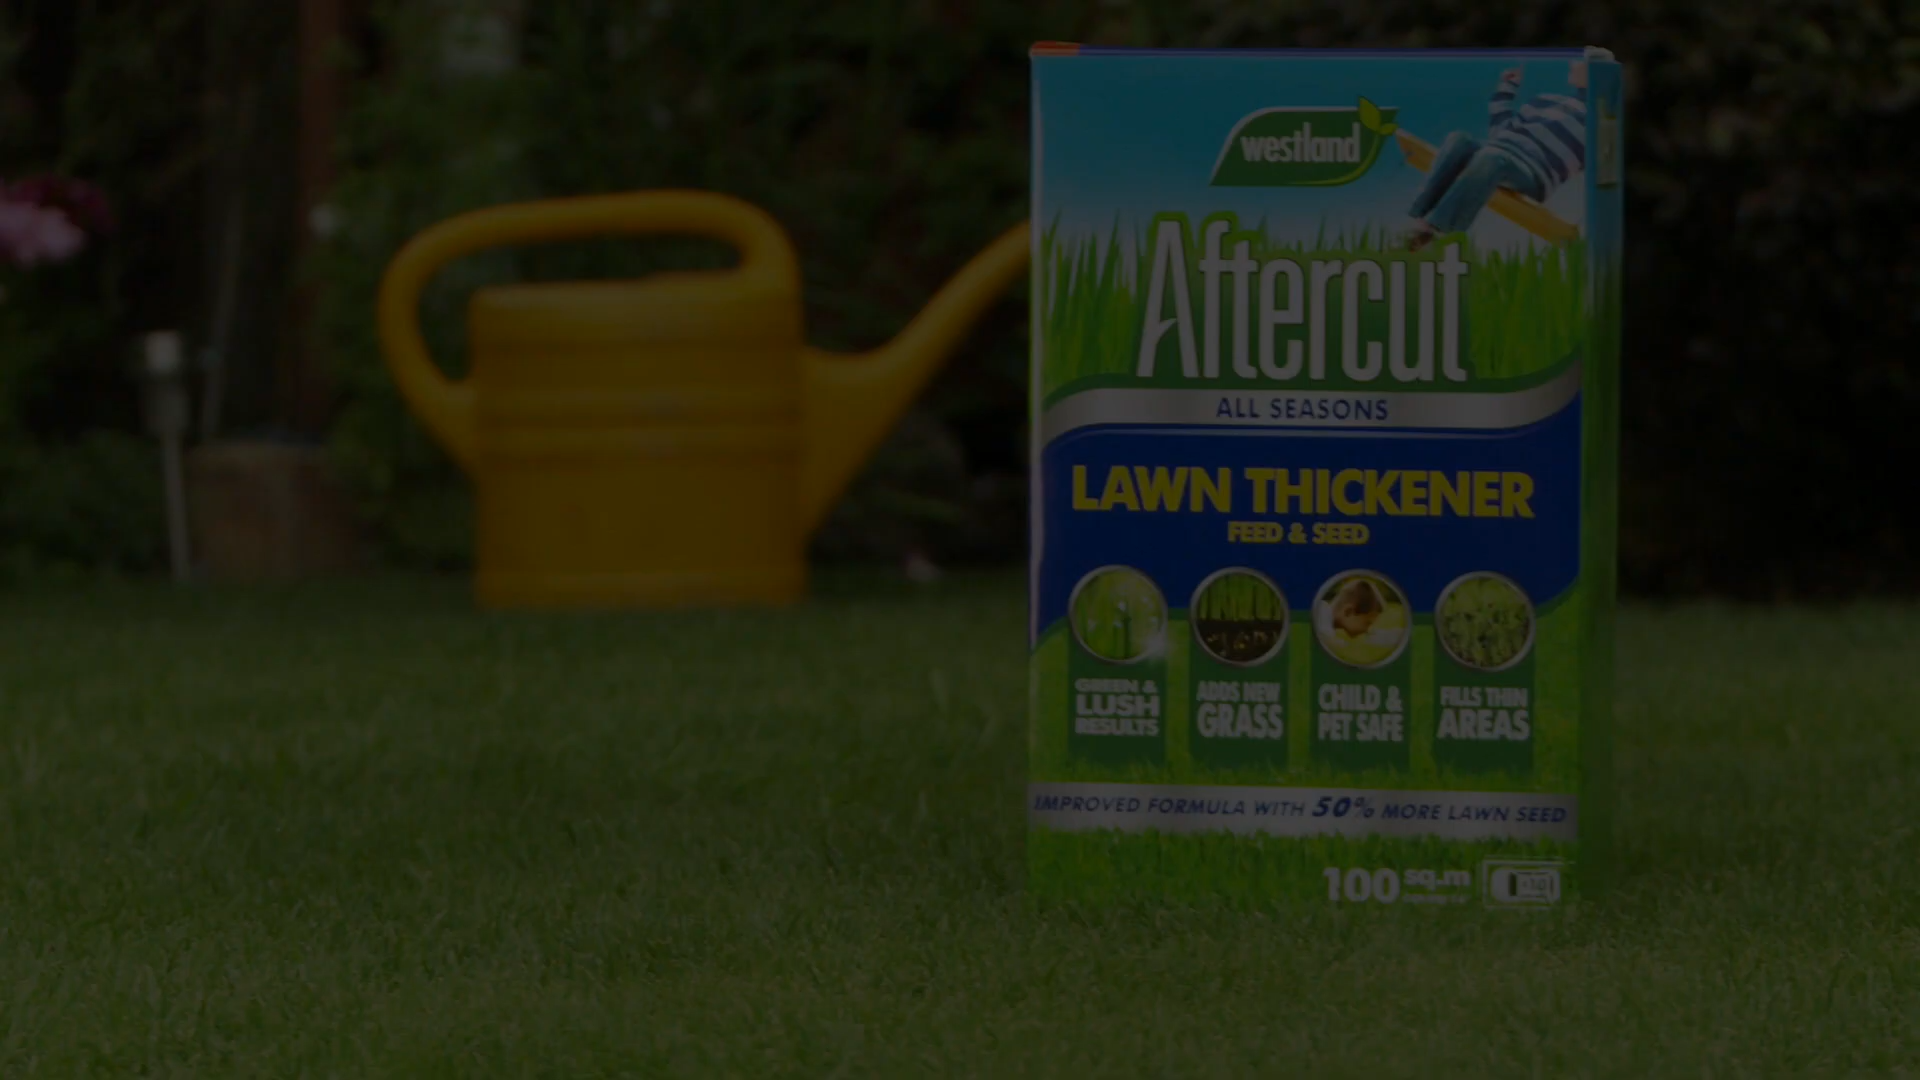 westland
Aftercut
ALL SEASONS
LAWN THICKENER
FEED & SEED
GREEN &
LUSH
RESULTS
ADDS NEW
GRASS
CHILD &
PET SAFE
FILLS THIN
AREAS
IMPROVED FORMULA WITH 50% MORE LAWN SEED
100 sq.m